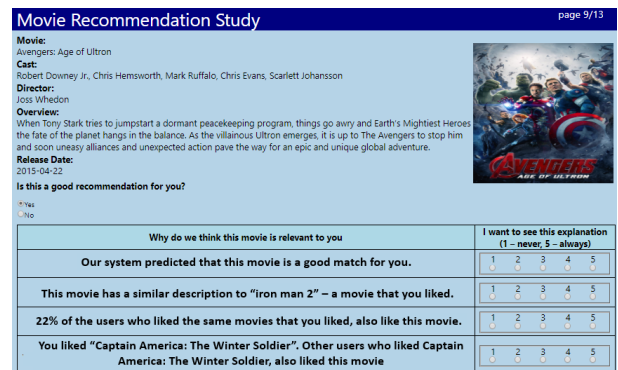 Movie Recommendation Study
page 9/13
Movie:
Avengers: Age of Ultron
Cast:
Robert Downey Jr., Chris Hemsworth, Mark Ruffalo, Chris Evans, Scarlett Johansson
Director:
Joss Whedon
Overview:
When Tony Stark tries to jumpstart a dormant peacekeeping program, things go awry and Earth's Mightiest Heroes
the fate of the planet hangs in the balance. As the villainous Ultron emerges, it is up to The Avengers to stop him
and soon uneasy alliances and unexpected action pave the way for an epic and unique global adventure.
Release Date:
2015-04-22
AVENGERS
AGE OF ULTRON
Is this a good recommendation for you?
Yes
No
Why do we think this movie is relevant to you
I want to see this explanation
(1 – never, 5 – always)
Our system predicted that this movie is a good match for you.
1 2 3 4 5
This movie has a similar description to “iron man 2” – a movie that you liked.
1 2 3 4 5
22% of the users who liked the same movies that you liked, also like this movie.
1 2 3 4 5
You liked “Captain America: The Winter Soldier”. Other users who liked Captain
America: The Winter Soldier, also liked this movie
1 2 3 4 5